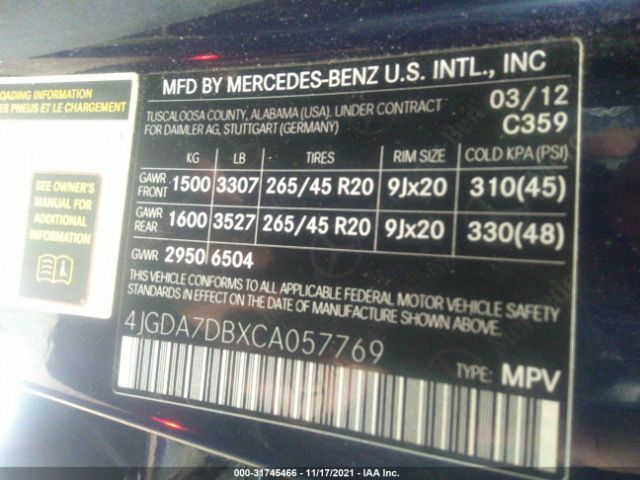 LOADING INFORMATION
ES PNEUS ET LE CHARGEMENT
SEE OWNER'S
MANUAL FOR
ADDITIONAL
INFORMATION
MFD BY MERCEDES-BENZ U.S. INTL., INC
TUSCALOOSA COUNTY, ALABAMA (USA). UNDER CONTRACT 03/12
FOR DAIMLER AG, STUTTGART (GERMANY) C359
KG LB TIRES RIM SIZE COLD KPA(PSI)
GAWR FRONT 1500 3307 265/45 R20 9Jx20 310(45)
GAWR REAR 1600 3527 265/45 R20 9Jx20 330(48)
GVWR 2950 6504
THIS VEHICLE CONFORMS TO ALL APPLICABLE FEDERAL MOTOR VEHICLE SAFETY
STANDARDS IN EFFECT ON THE DATE OF MANUFACTURE SHOWN ABOVE.
4JGDA7DBXCA057769
TYPE: MPV
000-31745466 - 11/17/2021 - IAA Inc.